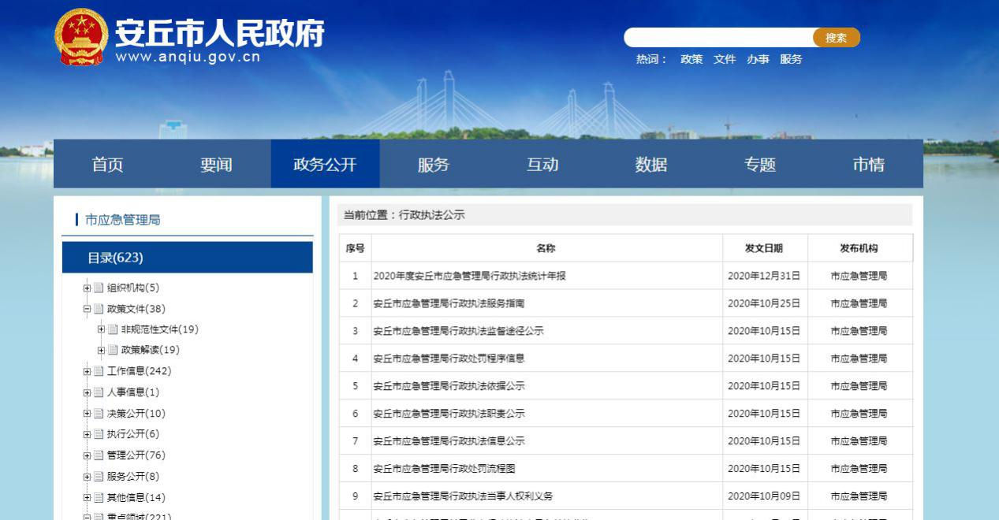 安丘市人民政府
www.anqiu.gov.cn
搜索
热词： 政策 文件 办事 服务
首页 要闻 政务公开 服务 互动 数据 专题 市情
市应急管理局
目录(623)
组织机构(5)
政策文件(38)
非规范性文件(19)
政策解读(19)
工作信息(242)
人事信息(1)
决策公开(10)
执行公开(6)
管理公开(76)
服务公开(8)
其他信息(14)
重点领域(221)
当前位置：行政执法公示
序号 名称 发文日期 发布机构
1 2020年度安丘市应急管理局行政执法统计年报 2020年12月31日 市应急管理局
2 安丘市应急管理局行政执法服务指南 2020年10月25日 市应急管理局
3 安丘市应急管理局行政执法监督途径公示 2020年10月15日 市应急管理局
4 安丘市应急管理局行政处罚程序信息 2020年10月15日 市应急管理局
5 安丘市应急管理局行政执法依据公示 2020年10月15日 市应急管理局
6 安丘市应急管理局行政执法职责公示 2020年10月15日 市应急管理局
7 安丘市应急管理局行政执法信息公示 2020年10月15日 市应急管理局
8 安丘市应急管理局行政处罚流程图 2020年10月15日 市应急管理局
9 安丘市应急管理局行政执法当事人权利义务 2020年10月09日 市应急管理局